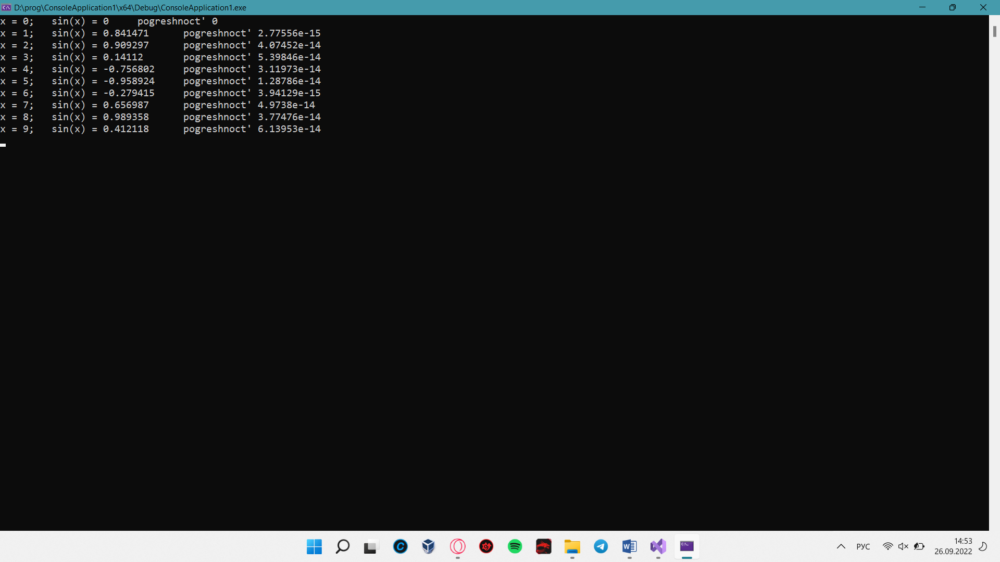 D:\prog\ConsoleApplication1\x64\Debug\ConsoleApplication1.exe
x = 0;   sin(x) = 0     pogreshnoct' 0
x = 1;   sin(x) = 0.841471      pogreshnoct' 2.77556e-15
x = 2;   sin(x) = 0.909297      pogreshnoct' 4.07452e-14
x = 3;   sin(x) = 0.14112       pogreshnoct' 5.39846e-14
x = 4;   sin(x) = -0.756802     pogreshnoct' 3.11973e-14
x = 5;   sin(x) = -0.958924     pogreshnoct' 1.28786e-14
x = 6;   sin(x) = -0.279415     pogreshnoct' 3.94129e-15
x = 7;   sin(x) = 0.656987      pogreshnoct' 4.9738e-14
x = 8;   sin(x) = 0.989358      pogreshnoct' 3.77476e-14
x = 9;   sin(x) = 0.412118      pogreshnoct' 6.13953e-14
РУС
14:53
26.09.2022